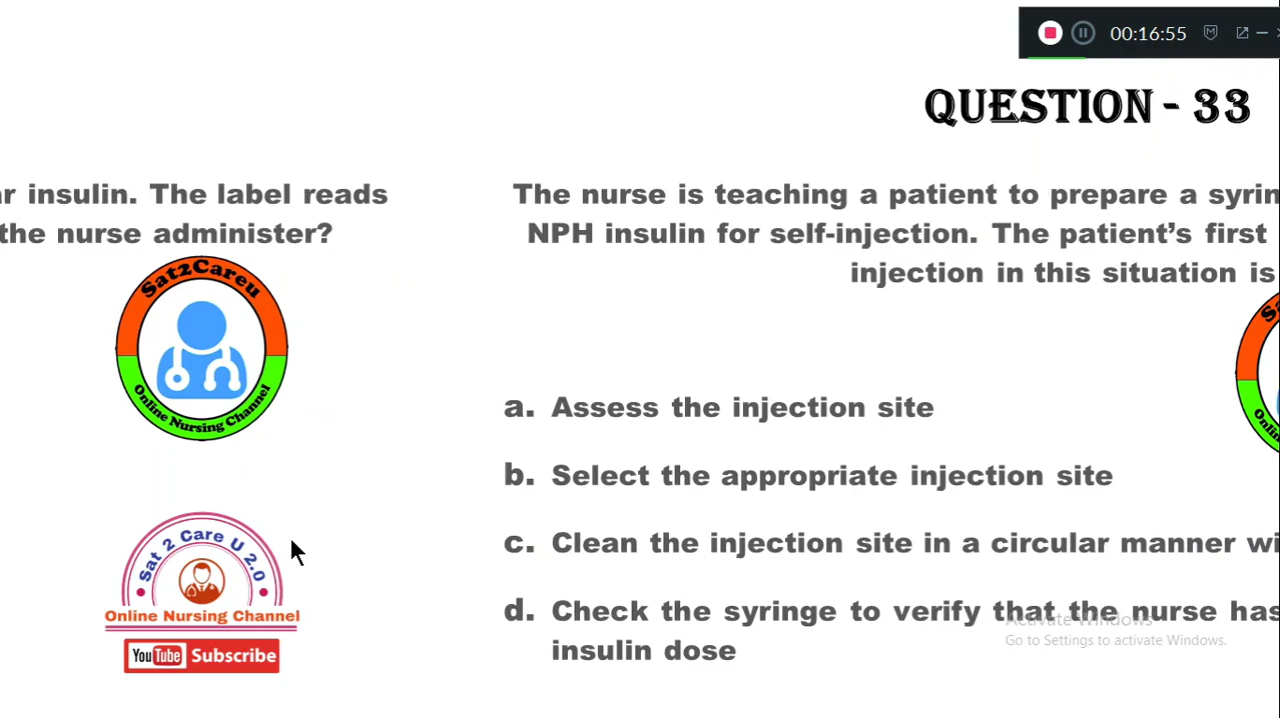 00:16:55
QUESTION - 33
insulin. The label reads
the nurse administer?
The nurse is teaching a patient to prepare a
NPH insulin for self-injection. The patient's first
injection in this situation is
Sat2Careu
Online Nursing Channel
a. Assess the injection site
b. Select the appropriate injection site
c. Clean the injection site in a circular manner
d. Check the syringe to verify that the nurse has
insulin dose
Sat 2 Care U 2.0
Online Nursing Channel
YouTube Subscribe
Activate Windows
Go to Settings to activate Windows.